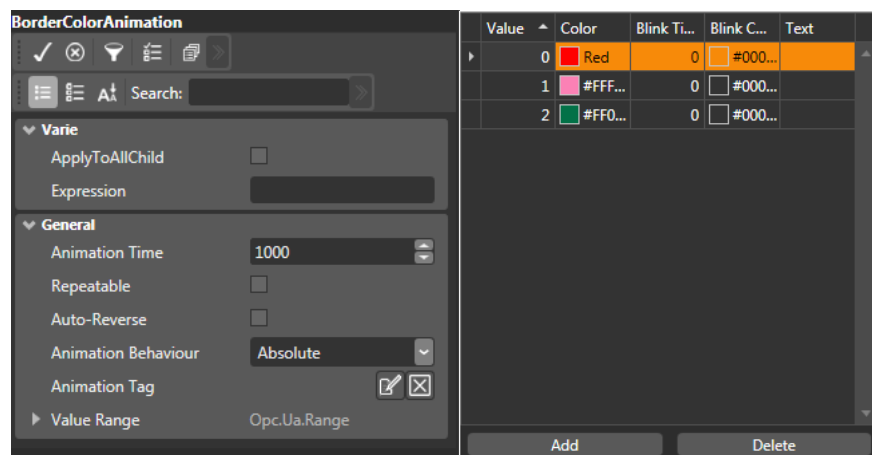 BorderColorAnimation
Search:
Varie
ApplyToAllChild
Expression
General
Animation Time 1000
Repeatable
Auto-Reverse
Animation Behaviour Absolute
Animation Tag
Value Range Opc.Ua.Range
Value Color Blink Ti... Blink C... Text
0 Red 0 #000...
1 #FFF... 0 #000...
2 #FF0... 0 #000...
Add Delete